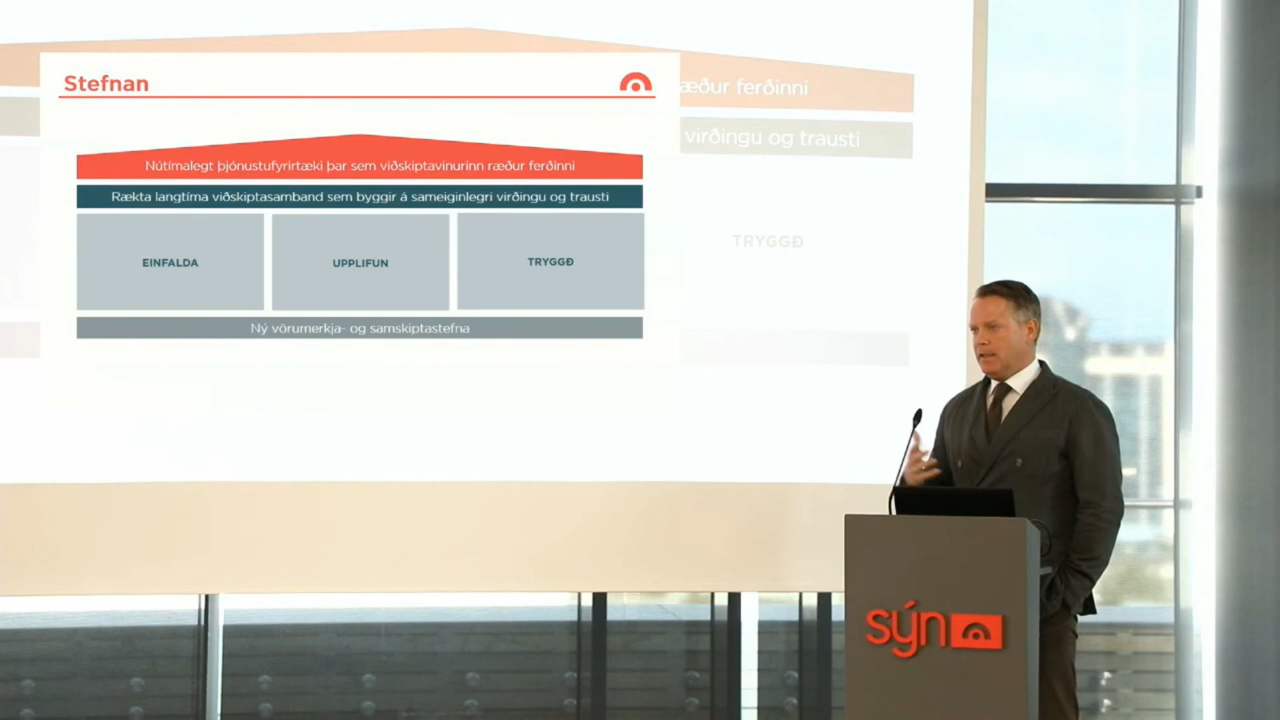 Stefnan
Nútímalegt þjónustufyrirtæki þar sem viðskiptavinurinn ræður ferðinni
Rækta langtíma viðskiptasamband sem byggir á sameiginlegri virðingu og trausti
EINFALDA
UPPLIFUN
TRYGGÐ
Ný vörumerkja- og samskiptastefna
ræður ferðinni
virðingu og trausti
TRYGGÐ
sýn